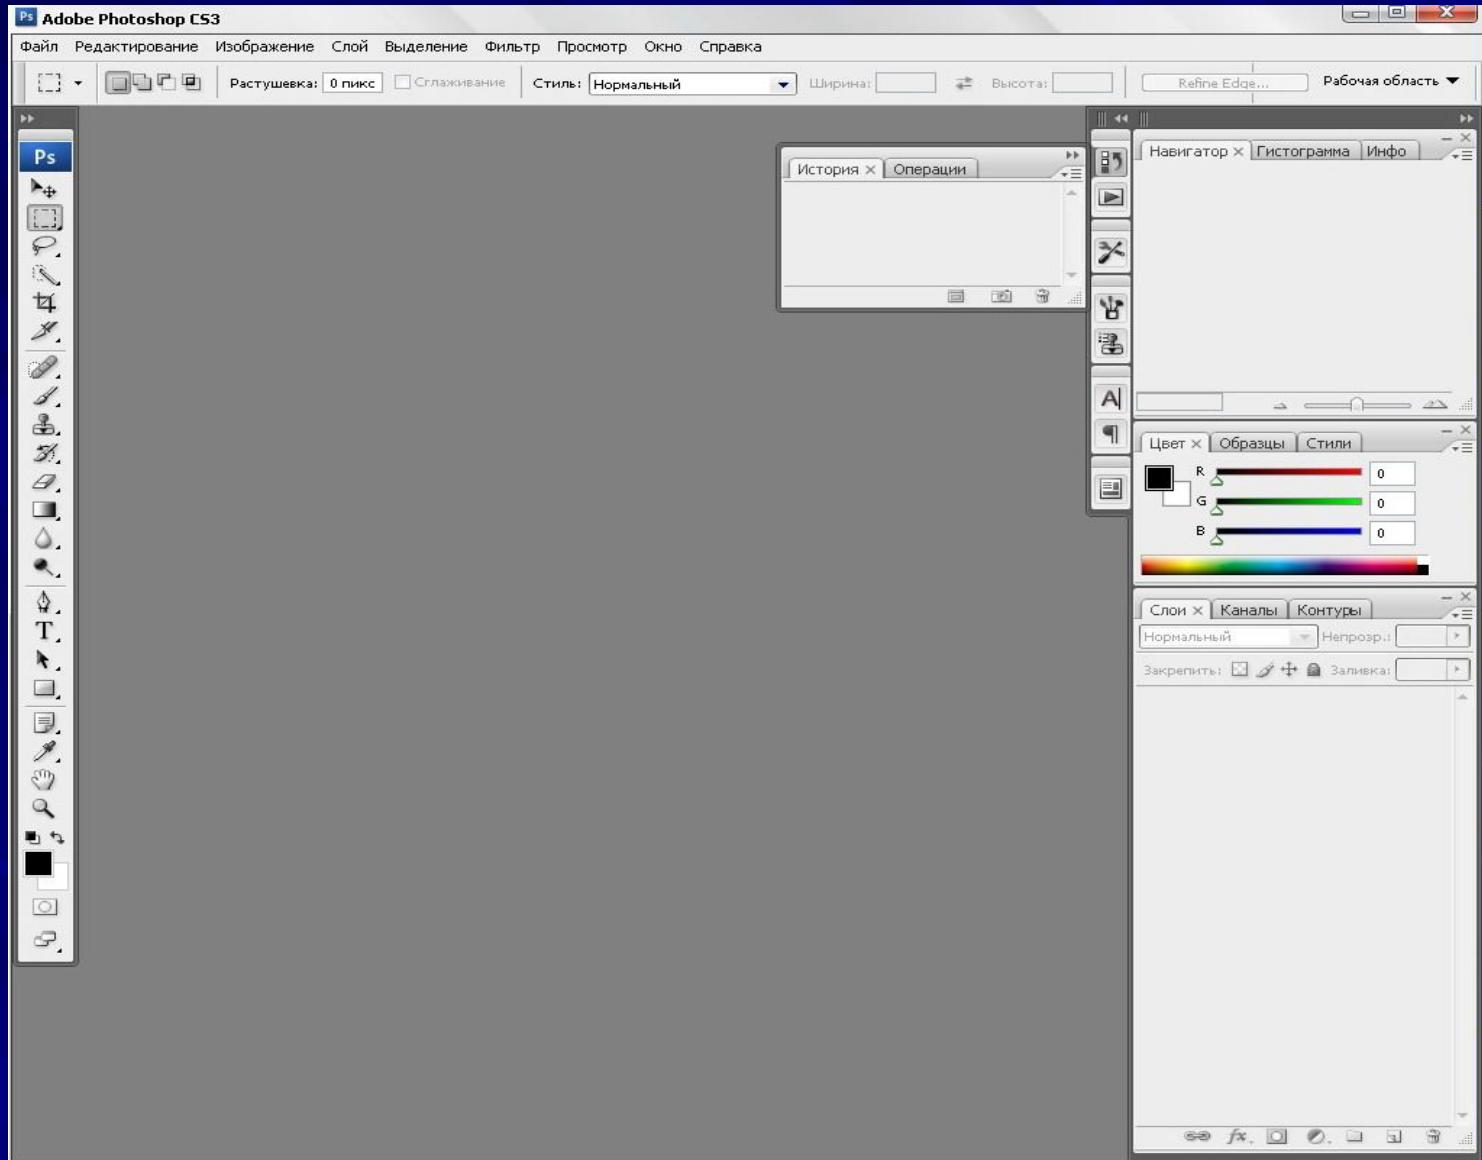 Ps Adobe Photoshop CS3
Файл Редактирование Изображение Слой Выделение Фильтр Просмотр Окно Справка
Растушевка: 0 пикс Сглаживание Стиль: Нормальный Ширина: Высота: Refine Edge... Рабочая область
Ps
История Операции
Навигатор Гистограмма Инфо
Цвет Образцы Стили
R 0
G 0
B 0
Слои Каналы Контуры
Нормальный Непрозр.:
Закрепить: Заливка: